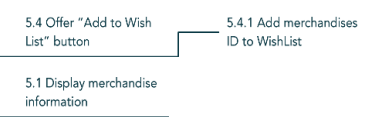 5.4 Offer "Add to Wish
List" button
5.4.1 Add merchandises
ID to WishList
5.1 Display merchandise
information